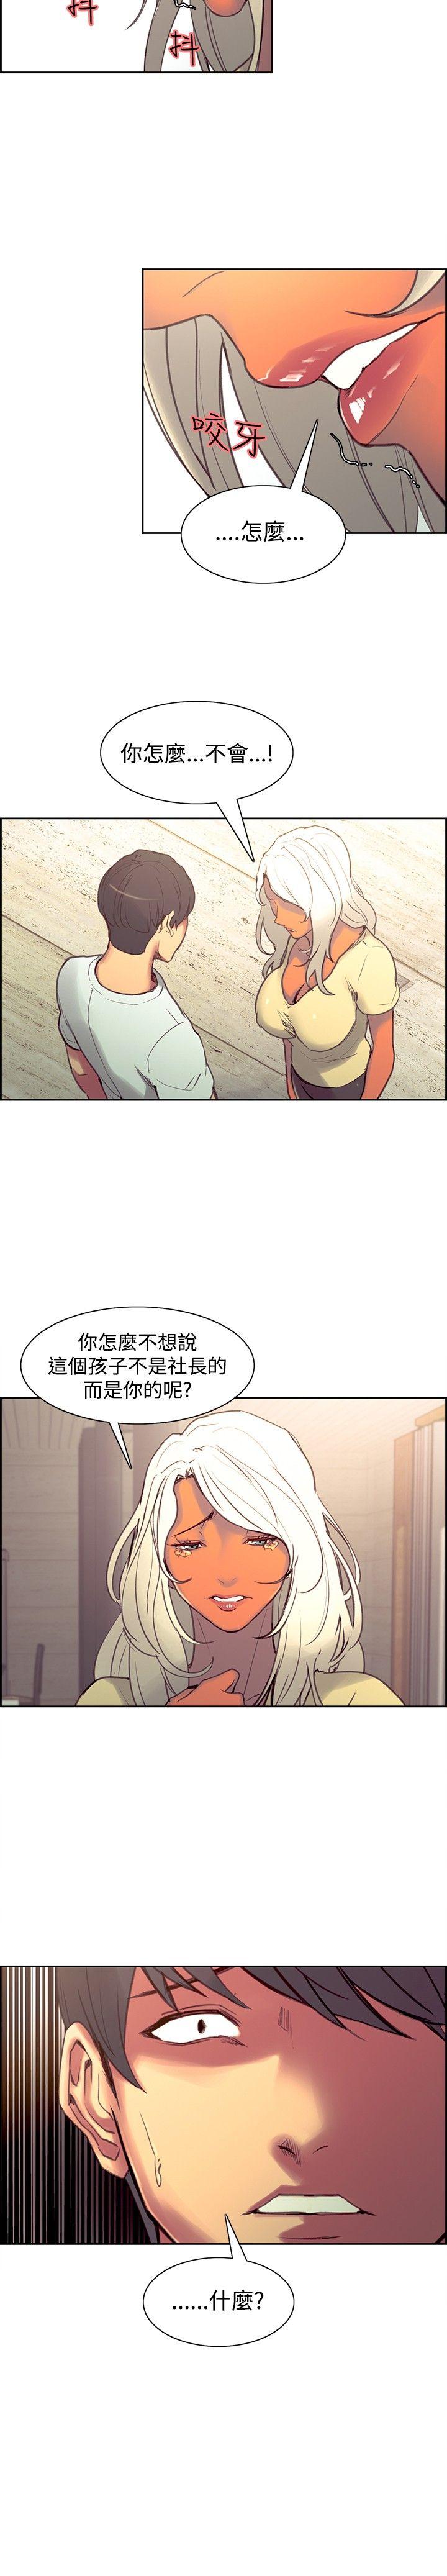 抖
抖
咬牙
....怎麼...
你怎麼...不會...!
你怎麼不想說
這個孩子不是社長的
而是你的呢?
......什麼?